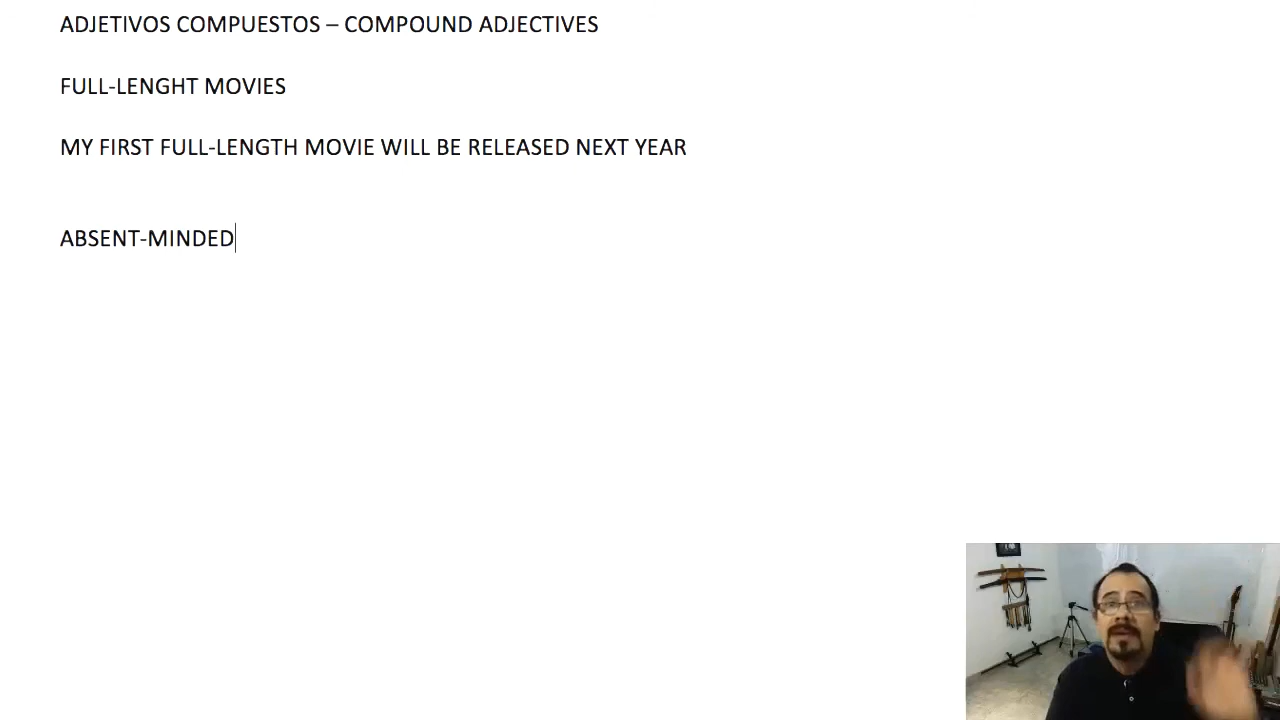 ADJETIVOS COMPUESTOS – COMPOUND ADJECTIVES
FULL-LENGHT MOVIES
MY FIRST FULL-LENGTH MOVIE WILL BE RELEASED NEXT YEAR
ABSENT-MINDED